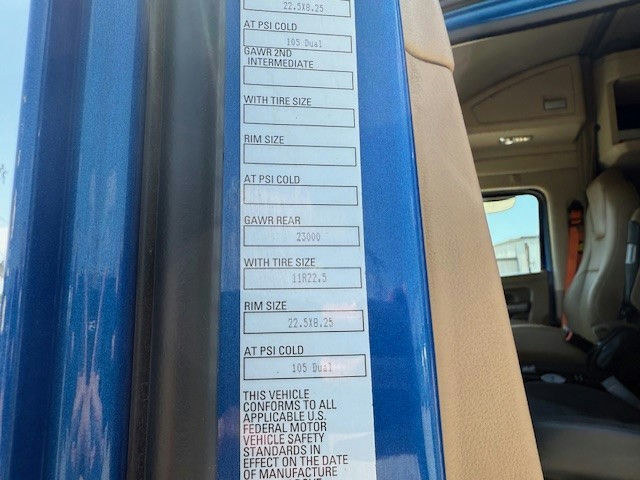 22.5X8.25
AT PSI COLD
105 Dual
GAWR 2ND
INTERMEDIATE
WITH TIRE SIZE
RIM SIZE
AT PSI COLD
GAWR REAR
23000
WITH TIRE SIZE
11R22.5
RIM SIZE
22.5X8.25
AT PSI COLD
105 Dual
THIS VEHICLE
CONFORMS TO ALL
APPLICABLE U.S.
FEDERAL MOTOR
VEHICLE SAFETY
STANDARDS IN
EFFECT ON THE DATE
OF MANUFACTURE